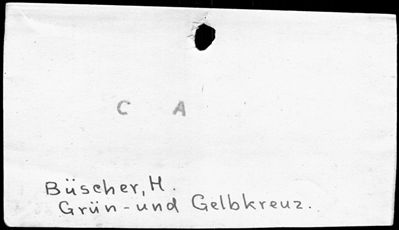 C A
Büscher, H.
Grün- und Gelbkreuz.